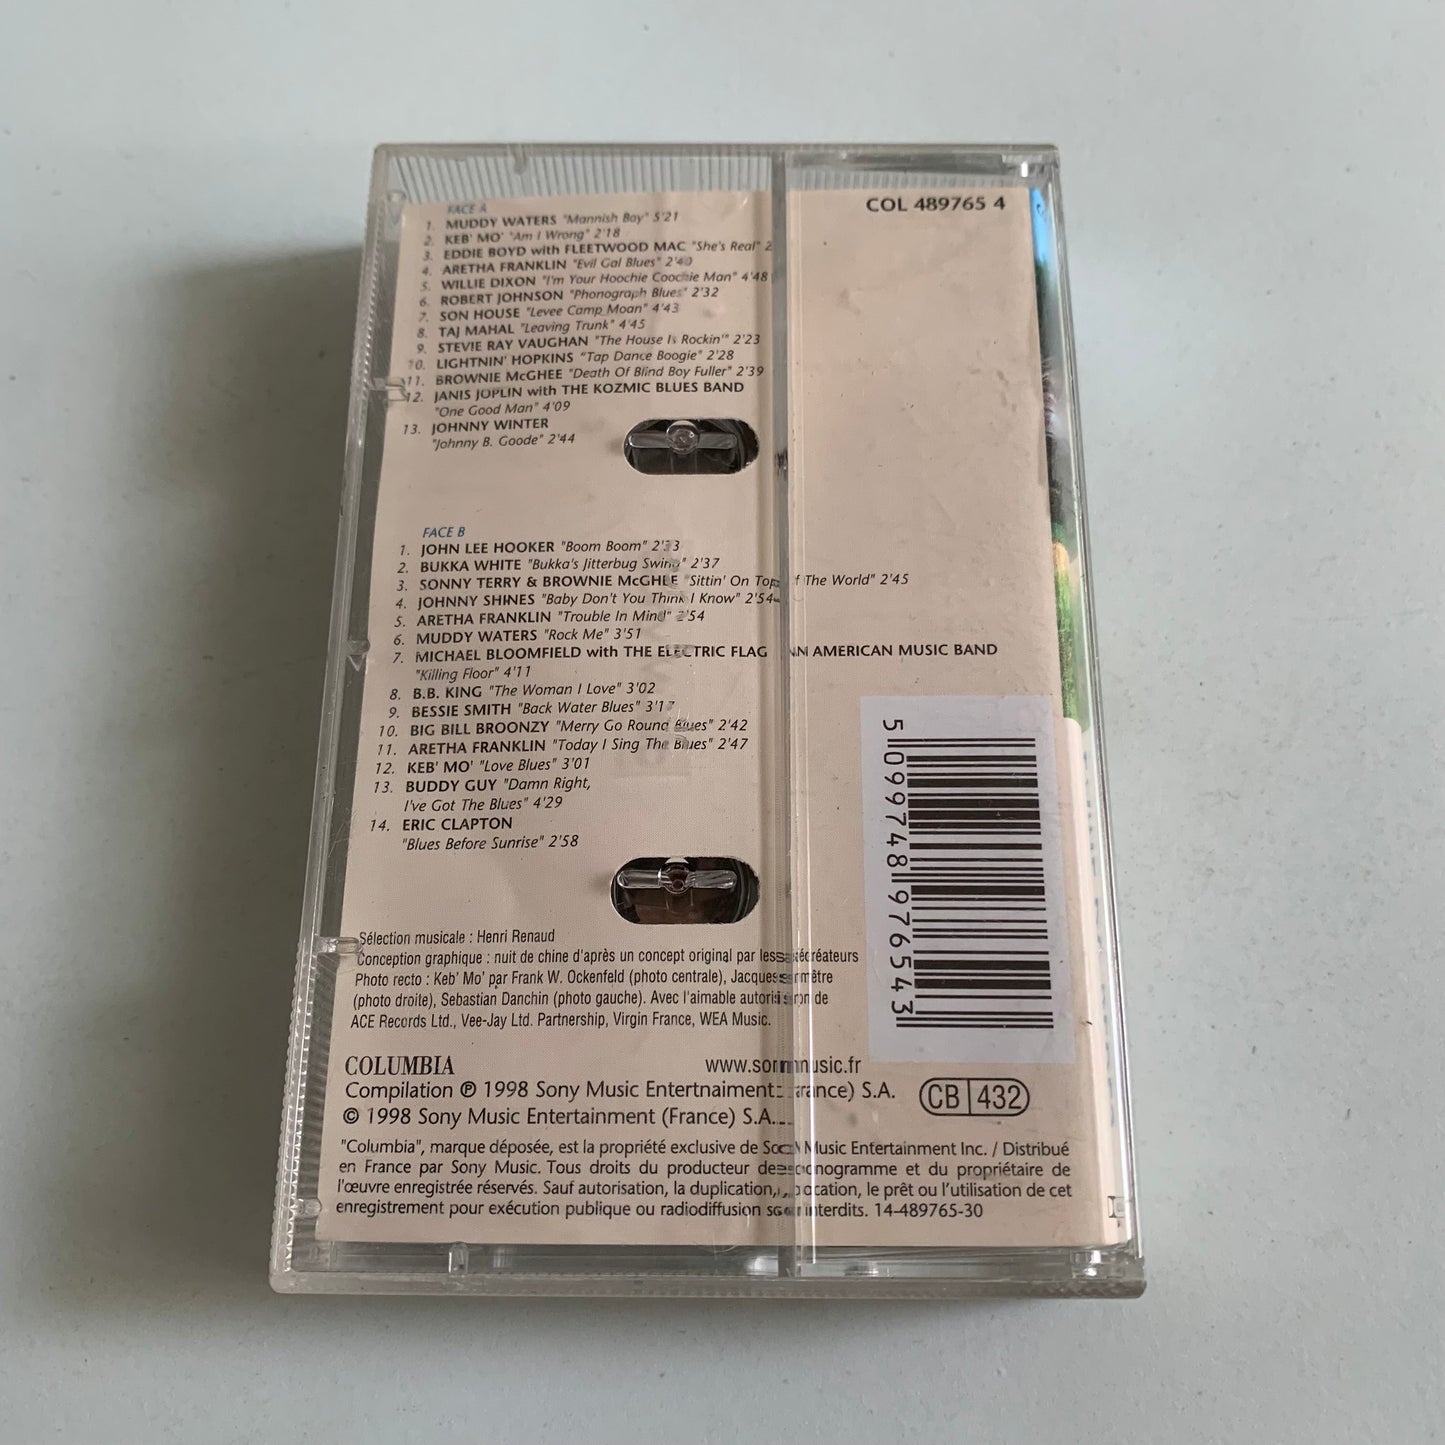 COL 489765 4
FACE A
1. MUDDY WATERS "Mannish Boy" 5'21
2. KEB' MO' "Am I Wrong" 2'18
3. EDDIE BOYD with FLEETWOOD MAC "She's Real" 2
4. ARETHA FRANKLIN "Evil Gal Blues" 2'40
5. WILLIE DIXON "I'm Your Hoochie Coochie Man" 4'48
6. ROBERT JOHNSON "Phonograph Blues" 2'32
7. SON HOUSE "Levee Camp Moan" 4'43
8. TAJ MAHAL "Leaving Trunk" 4'45
9. STEVIE RAY VAUGHAN "The House Is Rockin'" 2'23
10. LIGHTNIN' HOPKINS "Tap Dance Boogie" 2'28
11. BROWNIE McGHEE "Death Of Blind Boy Fuller" 2'39
12. JANIS JOPLIN with THE KOZMIC BLUES BAND
"One Good Man" 4'09
13. JOHNNY WINTER
"Johnny B. Goode" 2'44
FACE B
1. JOHN LEE HOOKER "Boom Boom"
2. BUKKA WHITE "Bukka's Jitterbug Swing" 2'37
3. SONNY TERRY & BROWNIE McGHEE "Sittin' On Top Of The World" 2'45
4. JOHNNY SHINES "Baby Don't You Think I Know" 2'54
5. ARETHA FRANKLIN "Trouble In Mind" 2'54
6. MUDDY WATERS "Rock Me" 3'51
7. MICHAEL BLOOMFIELD with THE ELECTRIC FLAG AN AMERICAN MUSIC BAND
"Killing Floor" 4'11
8. B.B. KING "The Woman I Love" 3'02
9. BESSIE SMITH "Back Water Blues" 3'17
10. BIG BILL BROONZY "Merry Go Round Blues" 2'42
11. ARETHA FRANKLIN "Today I Sing The Blues" 2'47
12. KEB' MO' "Love Blues" 3'01
13. BUDDY GUY "Damn Right,
I've Got The Blues" 4'29
14. ERIC CLAPTON
"Blues Before Sunrise" 2'58
5 099748 976543
Sélection musicale : Henri Renaud
Conception graphique : nuit de chine d'après un concept original par les récréateurs
Photo recto : Keb' Mo' par Frank W. Ockenfeld (photo centrale), Jacques
(photo droite), Sebastian Danchin (photo gauche). Avec l'aimable autorisation de
ACE Records Ltd., Vee-Jay Ltd. Partnership, Virgin France, WEA Music.
COLUMBIA
www.sonymusic.fr
Compilation ℗ 1998 Sony Music Entertnaiment (France) S.A.
© 1998 Sony Music Entertainment (France) S.A.
CB 432
"Columbia", marque déposée, est la propriété exclusive de Sony Music Entertainment Inc. / Distribué
en France par Sony Music. Tous droits du producteur de phonogramme et du propriétaire de
l'œuvre enregistrée réservés. Sauf autorisation, la duplication, la location, le prêt ou l'utilisation de cet
enregistrement pour exécution publique ou radiodiffusion sont interdits. 14-489765-30